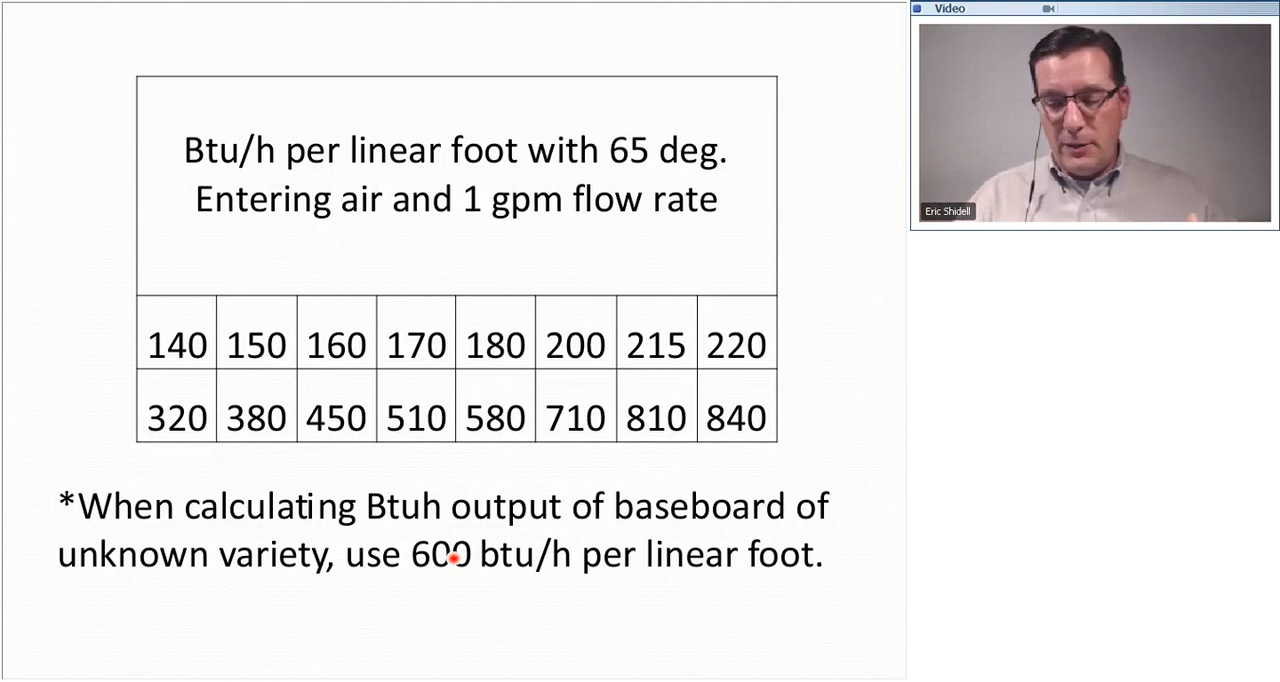 Btu/h per linear foot with 65 deg.
Entering air and 1 gpm flow rate
140 150 160 170 180 200 215 220
320 380 450 510 580 710 810 840
*When calculating Btuh output of baseboard of
unknown variety, use 600 btu/h per linear foot.
Video
Eric Shidell